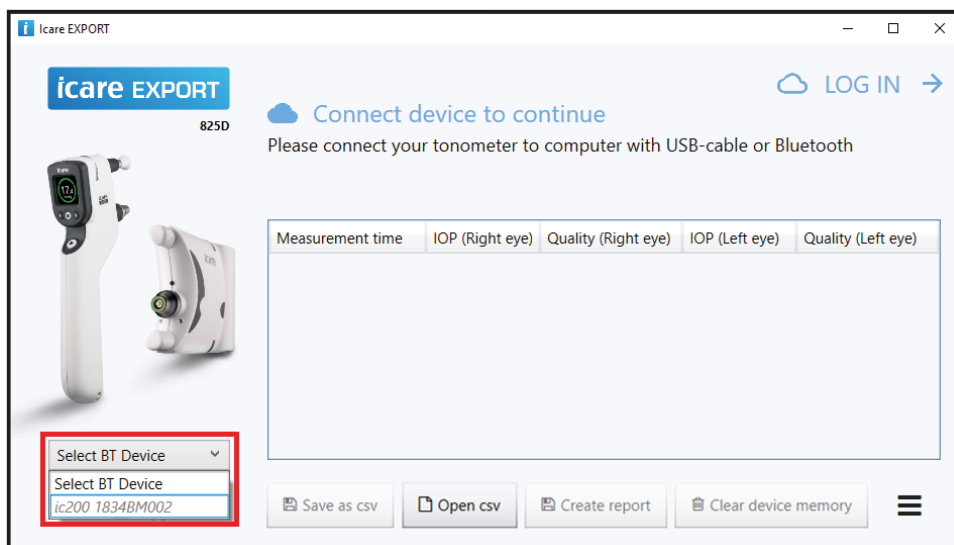 Icare EXPORT
icare EXPORT
825D
LOG IN
Connect device to continue
Please connect your tonometer to computer with USB-cable or Bluetooth
Measurement time IOP (Right eye) Quality (Right eye) IOP (Left eye) Quality (Left eye)
Select BT Device
Select BT Device
ic200 1834BM002
Save as csv Open csv Create report Clear device memory